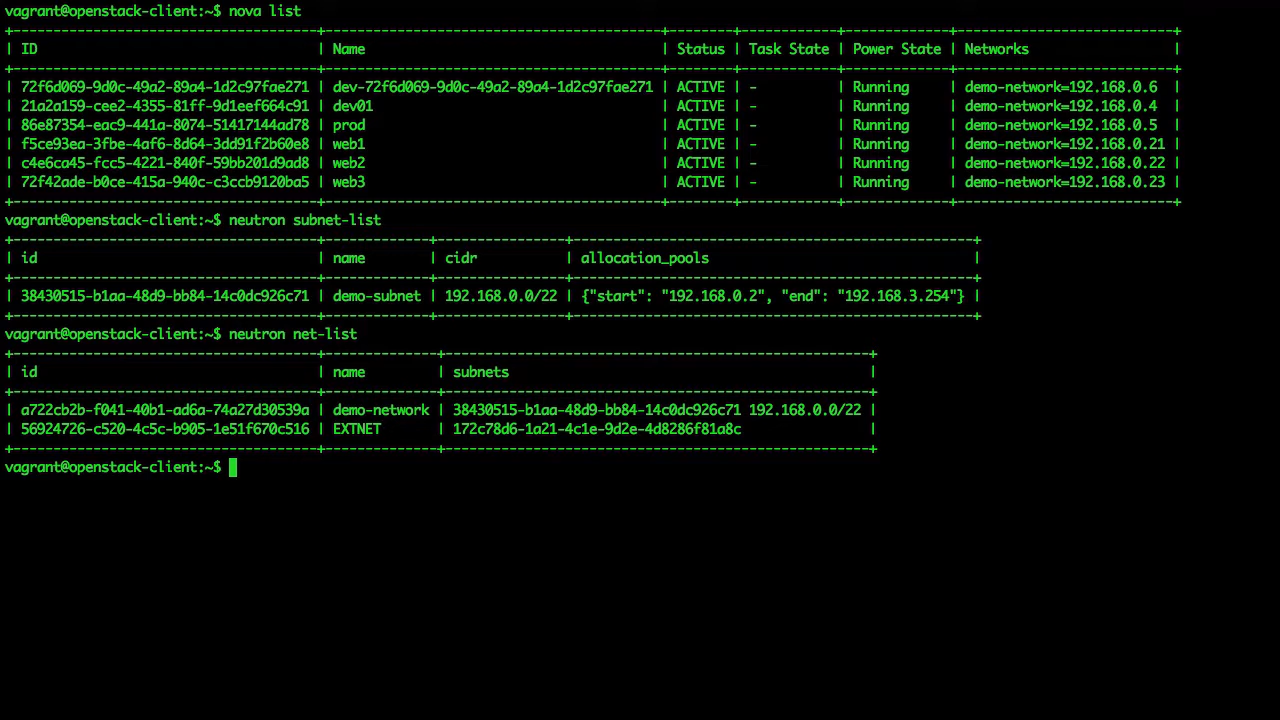 vagrant@openstack-client:~$ nova list
+--------------------------------------+------------------------------------------+--------+------------+-------------+---------------------------+
| ID                                   | Name                                     | Status | Task State | Power State | Networks                  |
+--------------------------------------+------------------------------------------+--------+------------+-------------+---------------------------+
| 72f6d069-9d0c-49a2-89a4-1d2c97fae271 | dev-72f6d069-9d0c-49a2-89a4-1d2c97fae271 | ACTIVE | -          | Running     | demo-network=192.168.0.6  |
| 21a2a159-cee2-4355-81ff-9d1eef664c91 | dev01                                    | ACTIVE | -          | Running     | demo-network=192.168.0.4  |
| 86e87354-eac9-441a-8074-51417144ad78 | prod                                     | ACTIVE | -          | Running     | demo-network=192.168.0.5  |
| f5ce93ea-3fbe-4af6-8d64-3dd91f2b60e8 | web1                                     | ACTIVE | -          | Running     | demo-network=192.168.0.21 |
| c4e6ca45-fcc5-4221-840f-59bb201d9ad8 | web2                                     | ACTIVE | -          | Running     | demo-network=192.168.0.22 |
| 72f42ade-b0ce-415a-940c-c3ccb9120ba5 | web3                                     | ACTIVE | -          | Running     | demo-network=192.168.0.23 |
+--------------------------------------+------------------------------------------+--------+------------+-------------+---------------------------+
vagrant@openstack-client:~$ neutron subnet-list
+--------------------------------------+-------------+----------------+--------------------------------------------------+
| id                                   | name        | cidr           | allocation_pools                                 |
+--------------------------------------+-------------+----------------+--------------------------------------------------+
| 38430515-b1aa-48d9-bb84-14c0dc926c71 | demo-subnet | 192.168.0.0/22 | {"start": "192.168.0.2", "end": "192.168.3.254"} |
+--------------------------------------+-------------+----------------+--------------------------------------------------+
vagrant@openstack-client:~$ neutron net-list
+--------------------------------------+--------------+-----------------------------------------------------+
| id                                   | name         | subnets                                             |
+--------------------------------------+--------------+-----------------------------------------------------+
| a722cb2b-f041-40b1-ad6a-74a27d30539a | demo-network | 38430515-b1aa-48d9-bb84-14c0dc926c71 192.168.0.0/22 |
| 56924726-c520-4c5c-b905-1e51f670c516 | EXTNET       | 172c78d6-1a21-4c1e-9d2e-4d8286f81a8c                |
+--------------------------------------+--------------+-----------------------------------------------------+
vagrant@openstack-client:~$